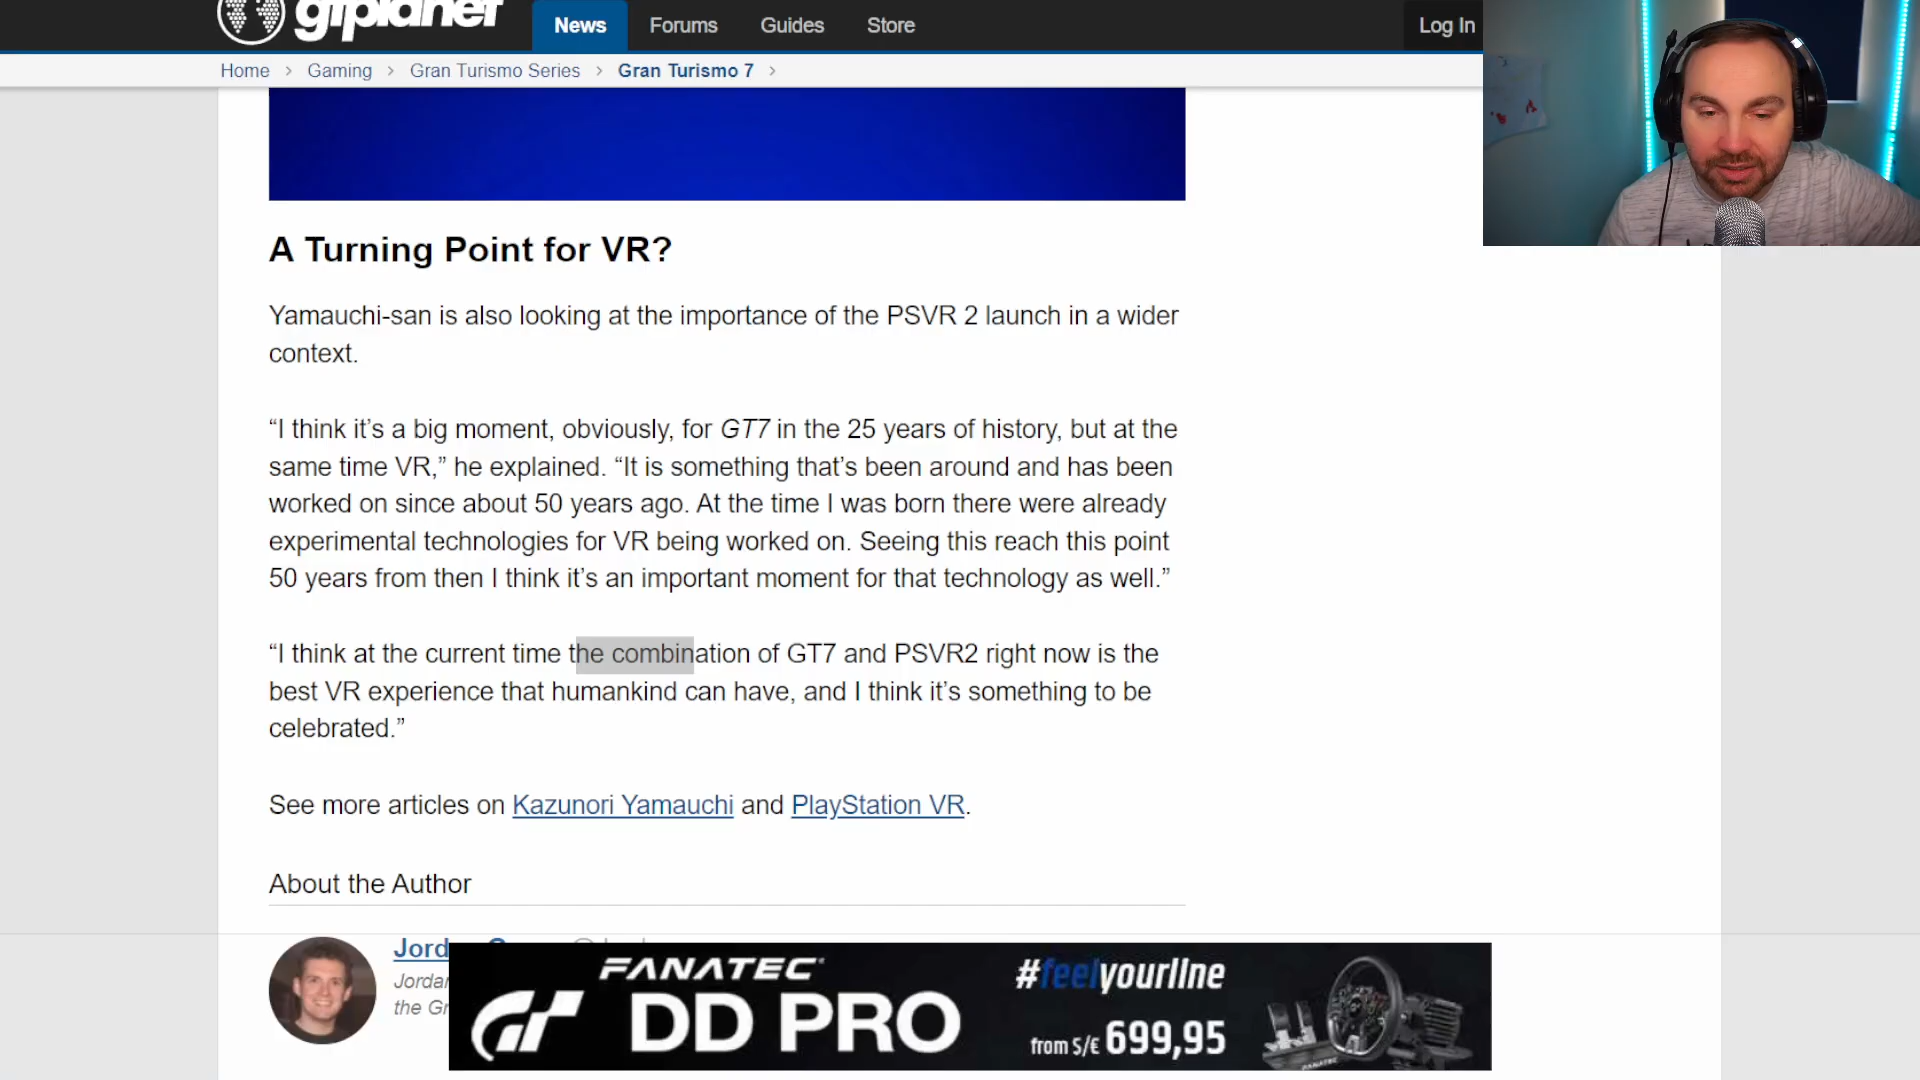 gtplanet
News
Forums
Guides
Store
Log In
Home > Gaming > Gran Turismo Series > Gran Turismo 7 >
A Turning Point for VR?
Yamauchi-san is also looking at the importance of the PSVR 2 launch in a wider
context.
“I think it’s a big moment, obviously, for GT7 in the 25 years of history, but at the
same time VR,” he explained. “It is something that’s been around and has been
worked on since about 50 years ago. At the time I was born there were already
experimental technologies for VR being worked on. Seeing this reach this point
50 years from then I think it’s an important moment for that technology as well.”
“I think at the current time the combination of GT7 and PSVR2 right now is the
best VR experience that humankind can have, and I think it’s something to be
celebrated.”
See more articles on Kazunori Yamauchi and PlayStation VR.
About the Author
Jord
Jordan
the Gr
FANATEC
GT DD PRO
#feelyourline
from $/€ 699,95
FANATEC